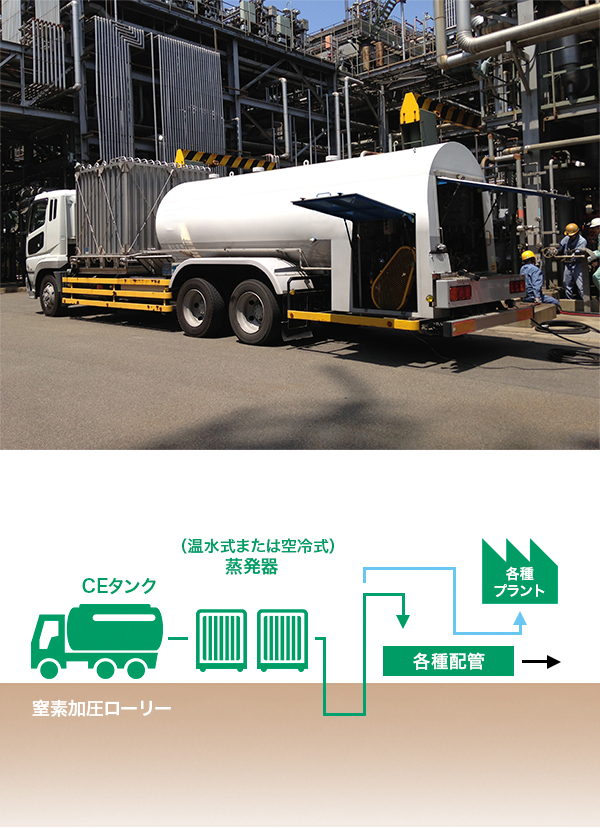 （温水式または空冷式）
蒸発器
CEタンク
各種
プラント
各種配管
窒素加圧ローリー